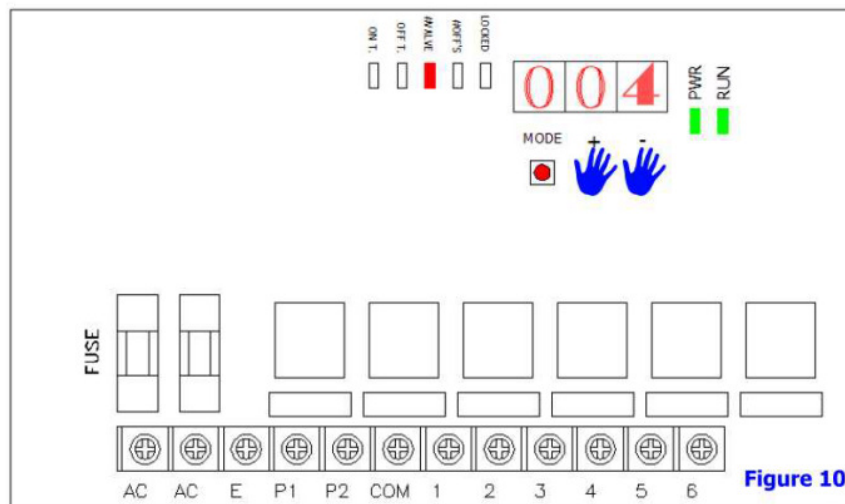 ON T. OFF T. #VALVE #OFF'S LOCKED
004 PWR RUN
MODE + -
FUSE
AC AC E P1 P2 COM 1 2 3 4 5 6
Figure 10